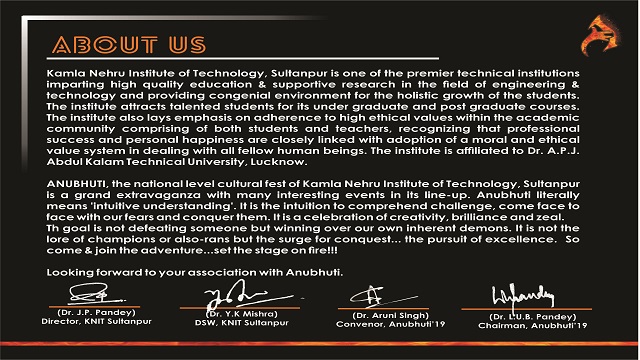 ABOUT US
Kamla Nehru Institute of Technology, Sultanpur is one of the premier technical institutions
imparting high quality education & supportive research in the field of engineering &
technology and providing congenial environment for the holistic growth of the students.
The institute attracts talented students for its under graduate and post graduate courses.
The institute also lays emphasis on adherence to high ethical values within the academic
community comprising of both students and teachers, recognizing that professional
success and personal happiness are closely linked with adoption of a moral and ethical
value system in dealing with all fellow human beings. The institute is affiliated to Dr. A.P.J.
Abdul Kalam Technical University, Lucknow.
ANUBHUTI, the national level cultural fest of Kamla Nehru Institute of Technology, Sultanpur
is a grand extravaganza with many interesting events in its line-up. Anubhuti literally
means 'Intuitive understanding'. It is the intuition to comprehend challenge, come face to
face with our fears and conquer them. It is a celebration of creativity, brilliance and zeal.
Th goal is not defeating someone but winning over our own inherent demons. It is not the
lore of champions or also-rans but the surge for conquest... the pursuit of excellence. So
come & join the adventure...set the stage on fire!!!
Looking forward to your association with Anubhuti.
(Dr. J.P. Pandey)
Director, KNIT Sultanpur
(Dr. Y.K Mishra)
DSW, KNIT Sultanpur
(Dr. Aruni Singh)
Convenor, Anubhuti'19
(Dr. L.U.B. Pandey)
Chairman, Anubhuti'19